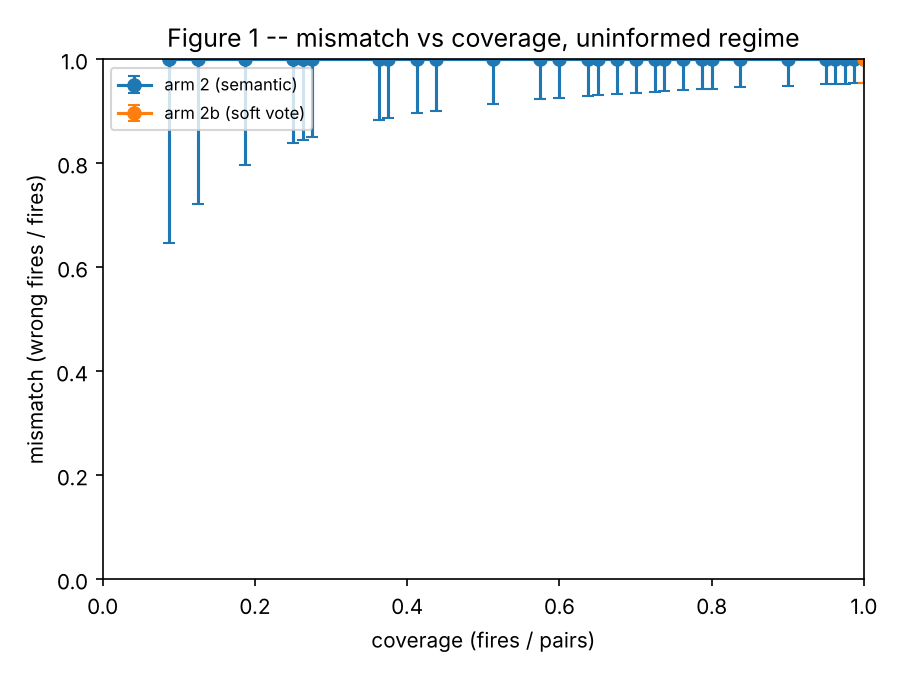 Figure 1 -- mismatch vs coverage, uninformed regime
1.0
0.8
0.6
0.4
0.2
0.0
mismatch (wrong fires / fires)
arm 2 (semantic)
arm 2b (soft vote)
0.0 0.2 0.4 0.6 0.8 1.0
coverage (fires / pairs)